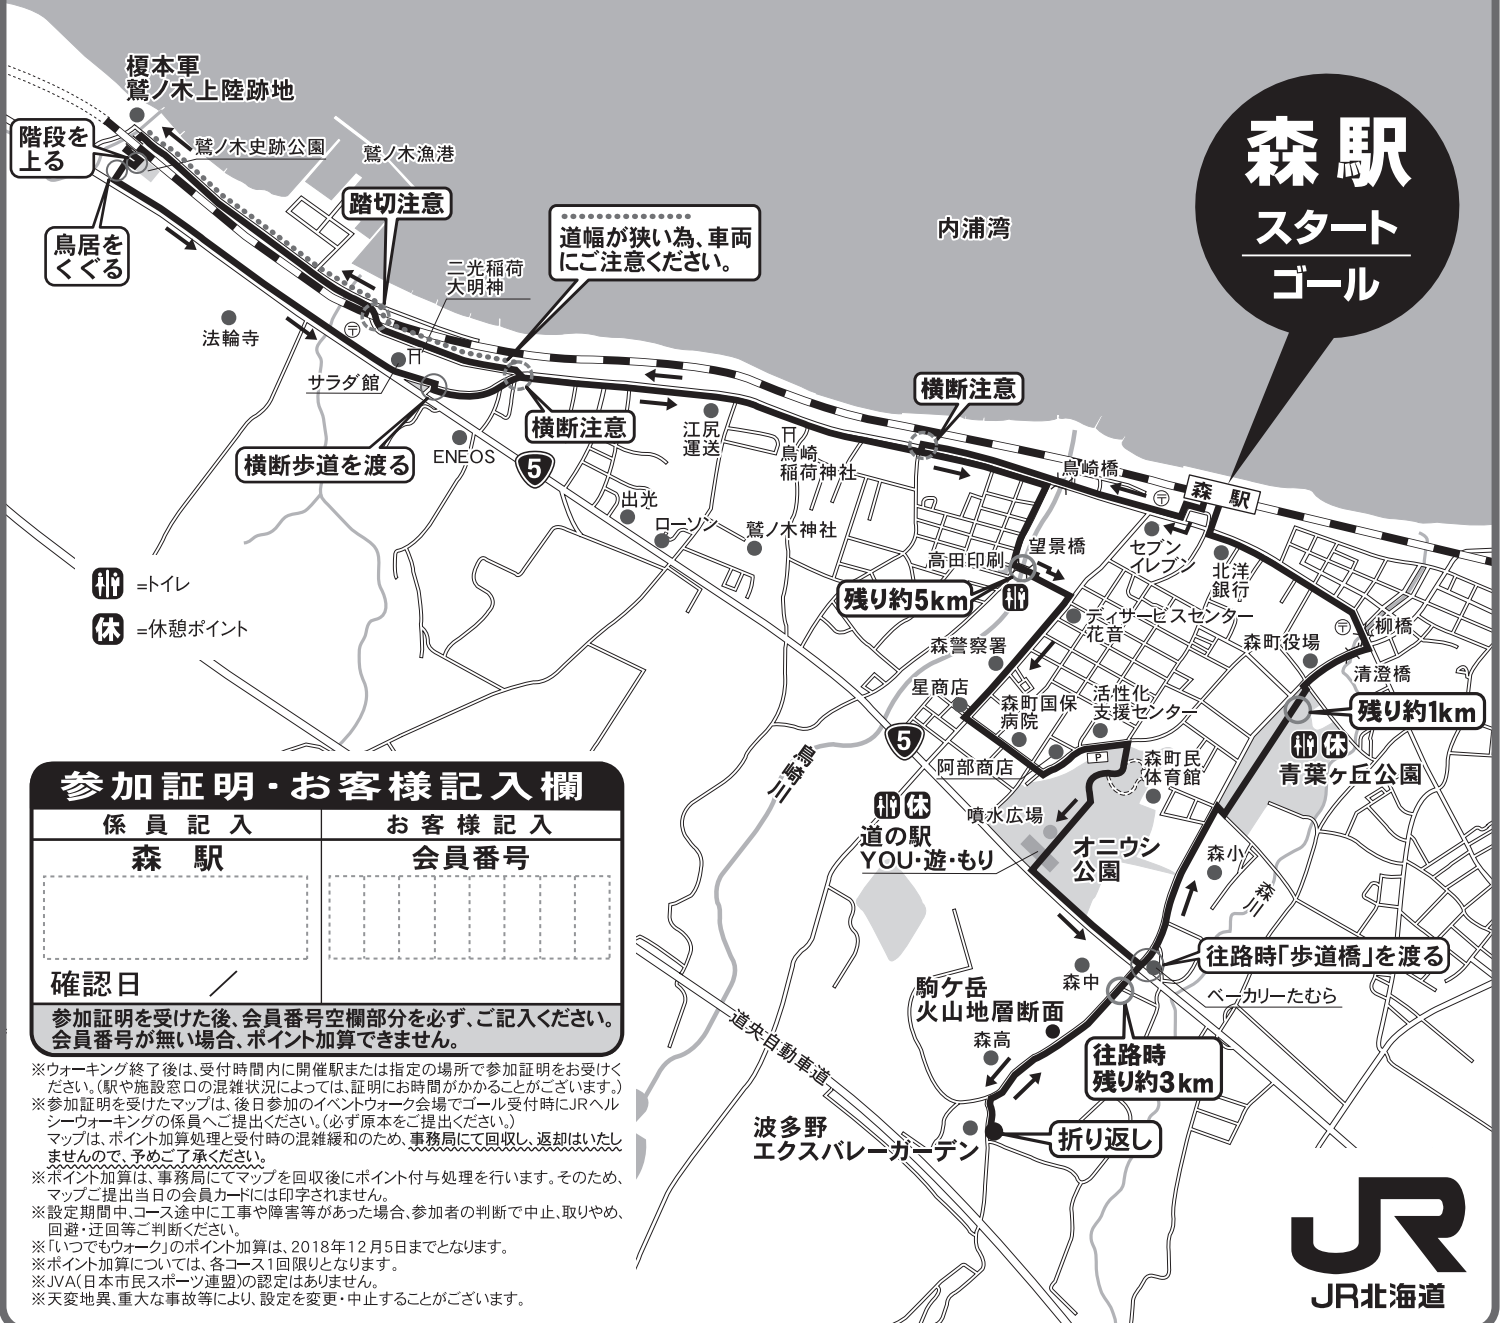 榎本軍
鷲ノ木上陸跡地
階段を
上る
鷲ノ木史跡公園
鷲ノ木漁港
踏切注意
鳥居を
くぐる
道幅が狭い為、車両
にご注意ください。
内浦湾
森駅
スタート
ゴール
二光稲荷
大明神
法輪寺
〒
サラダ館
横断注意
横断注意
横断歩道を渡る
ENEOS
5
江尻
運送
鳥崎
稲荷神社
鳥崎橋
〒
森 駅
出光
ローソン
鷲ノ木神社
高田印刷
望景橋
セブン
イレブン
北洋
銀行
=トイレ
休
=休憩ポイント
残り約5km
デイサービスセンター
花音
森町役場
〒
柳橋
清澄橋
森警察署
星商店
森町国保
病院
活性化
支援センター
残り約1km
5
鳥崎川
阿部商店
P
森町民
体育館
休
青葉ヶ丘公園
休
道の駅
YOU・遊・もり
噴水広場
オニウシ
公園
森小
森川
往路時「歩道橋」を渡る
ベーカリーたむら
森中
駒ケ岳
火山地層断面
森高
道央自動車道
往路時
残り約3km
波多野
エクスバレーガーデン
折り返し
参加証明・お客様記入欄
係員記入
お客様記入
森 駅
会員番号
確認日 ／
参加証明を受けた後、会員番号空欄部分を必ず、ご記入ください。
会員番号が無い場合、ポイント加算できません。
※ウォーキング終了後は、受付時間内に開催駅または指定の場所で参加証明をお受けく
ださい。(駅や施設窓口の混雑状況によっては、証明にお時間がかかることがございます。)
※参加証明を受けたマップは、後日参加のイベントウォーク会場でゴール受付時にJRヘル
シーウォーキングの係員へご提出ください。(必ず原本をご提出ください。)
マップは、ポイント加算処理と受付時の混雑緩和のため、事務局にて回収し、返却はいたし
ませんので、予めご了承ください。
※ポイント加算は、事務局にてマップを回収後にポイント付与処理を行います。そのため、
マップご提出当日の会員カードには印字されません。
※設定期間中、コース途中に工事や障害等があった場合、参加者の判断で中止、取りやめ、
回避・迂回等ご判断ください。
※「いつでもウォーク」のポイント加算は、2018年12月5日までとなります。
※ポイント加算については、各コース1回限りとなります。
※JVA(日本市民スポーツ連盟)の認定はありません。
※天変地異、重大な事故等により、設定を変更・中止することがございます。
JR
JR北海道